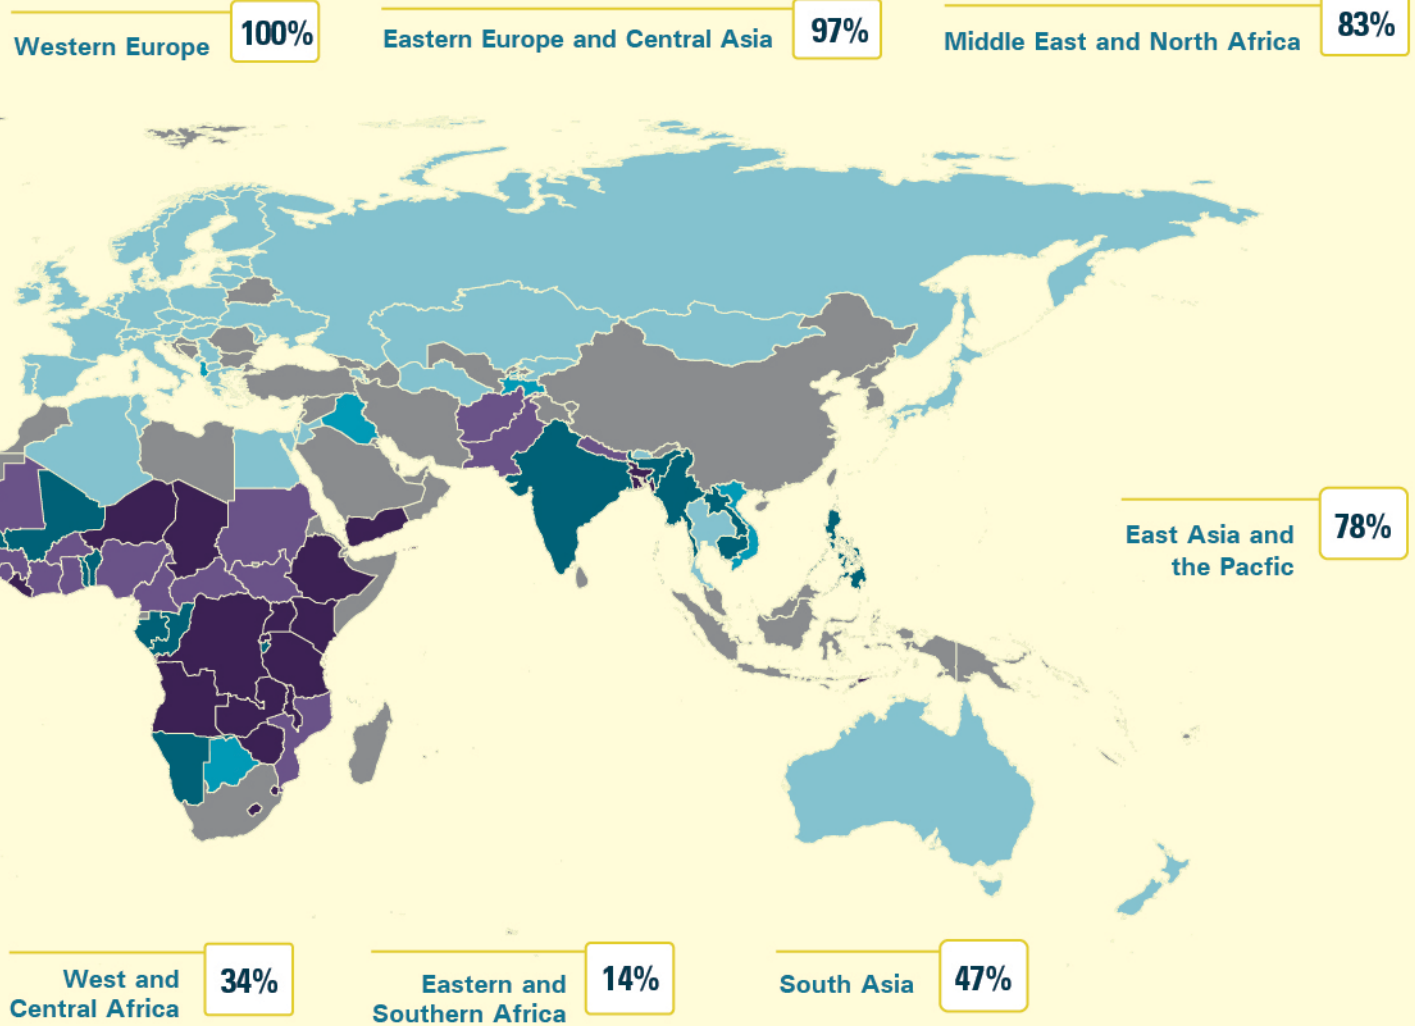 Western Europe
100%
Eastern Europe and Central Asia
97%
Middle East and North Africa
83%
East Asia and
the Pacfic
78%
West and
Central Africa
34%
Eastern and
Southern Africa
14%
South Asia
47%